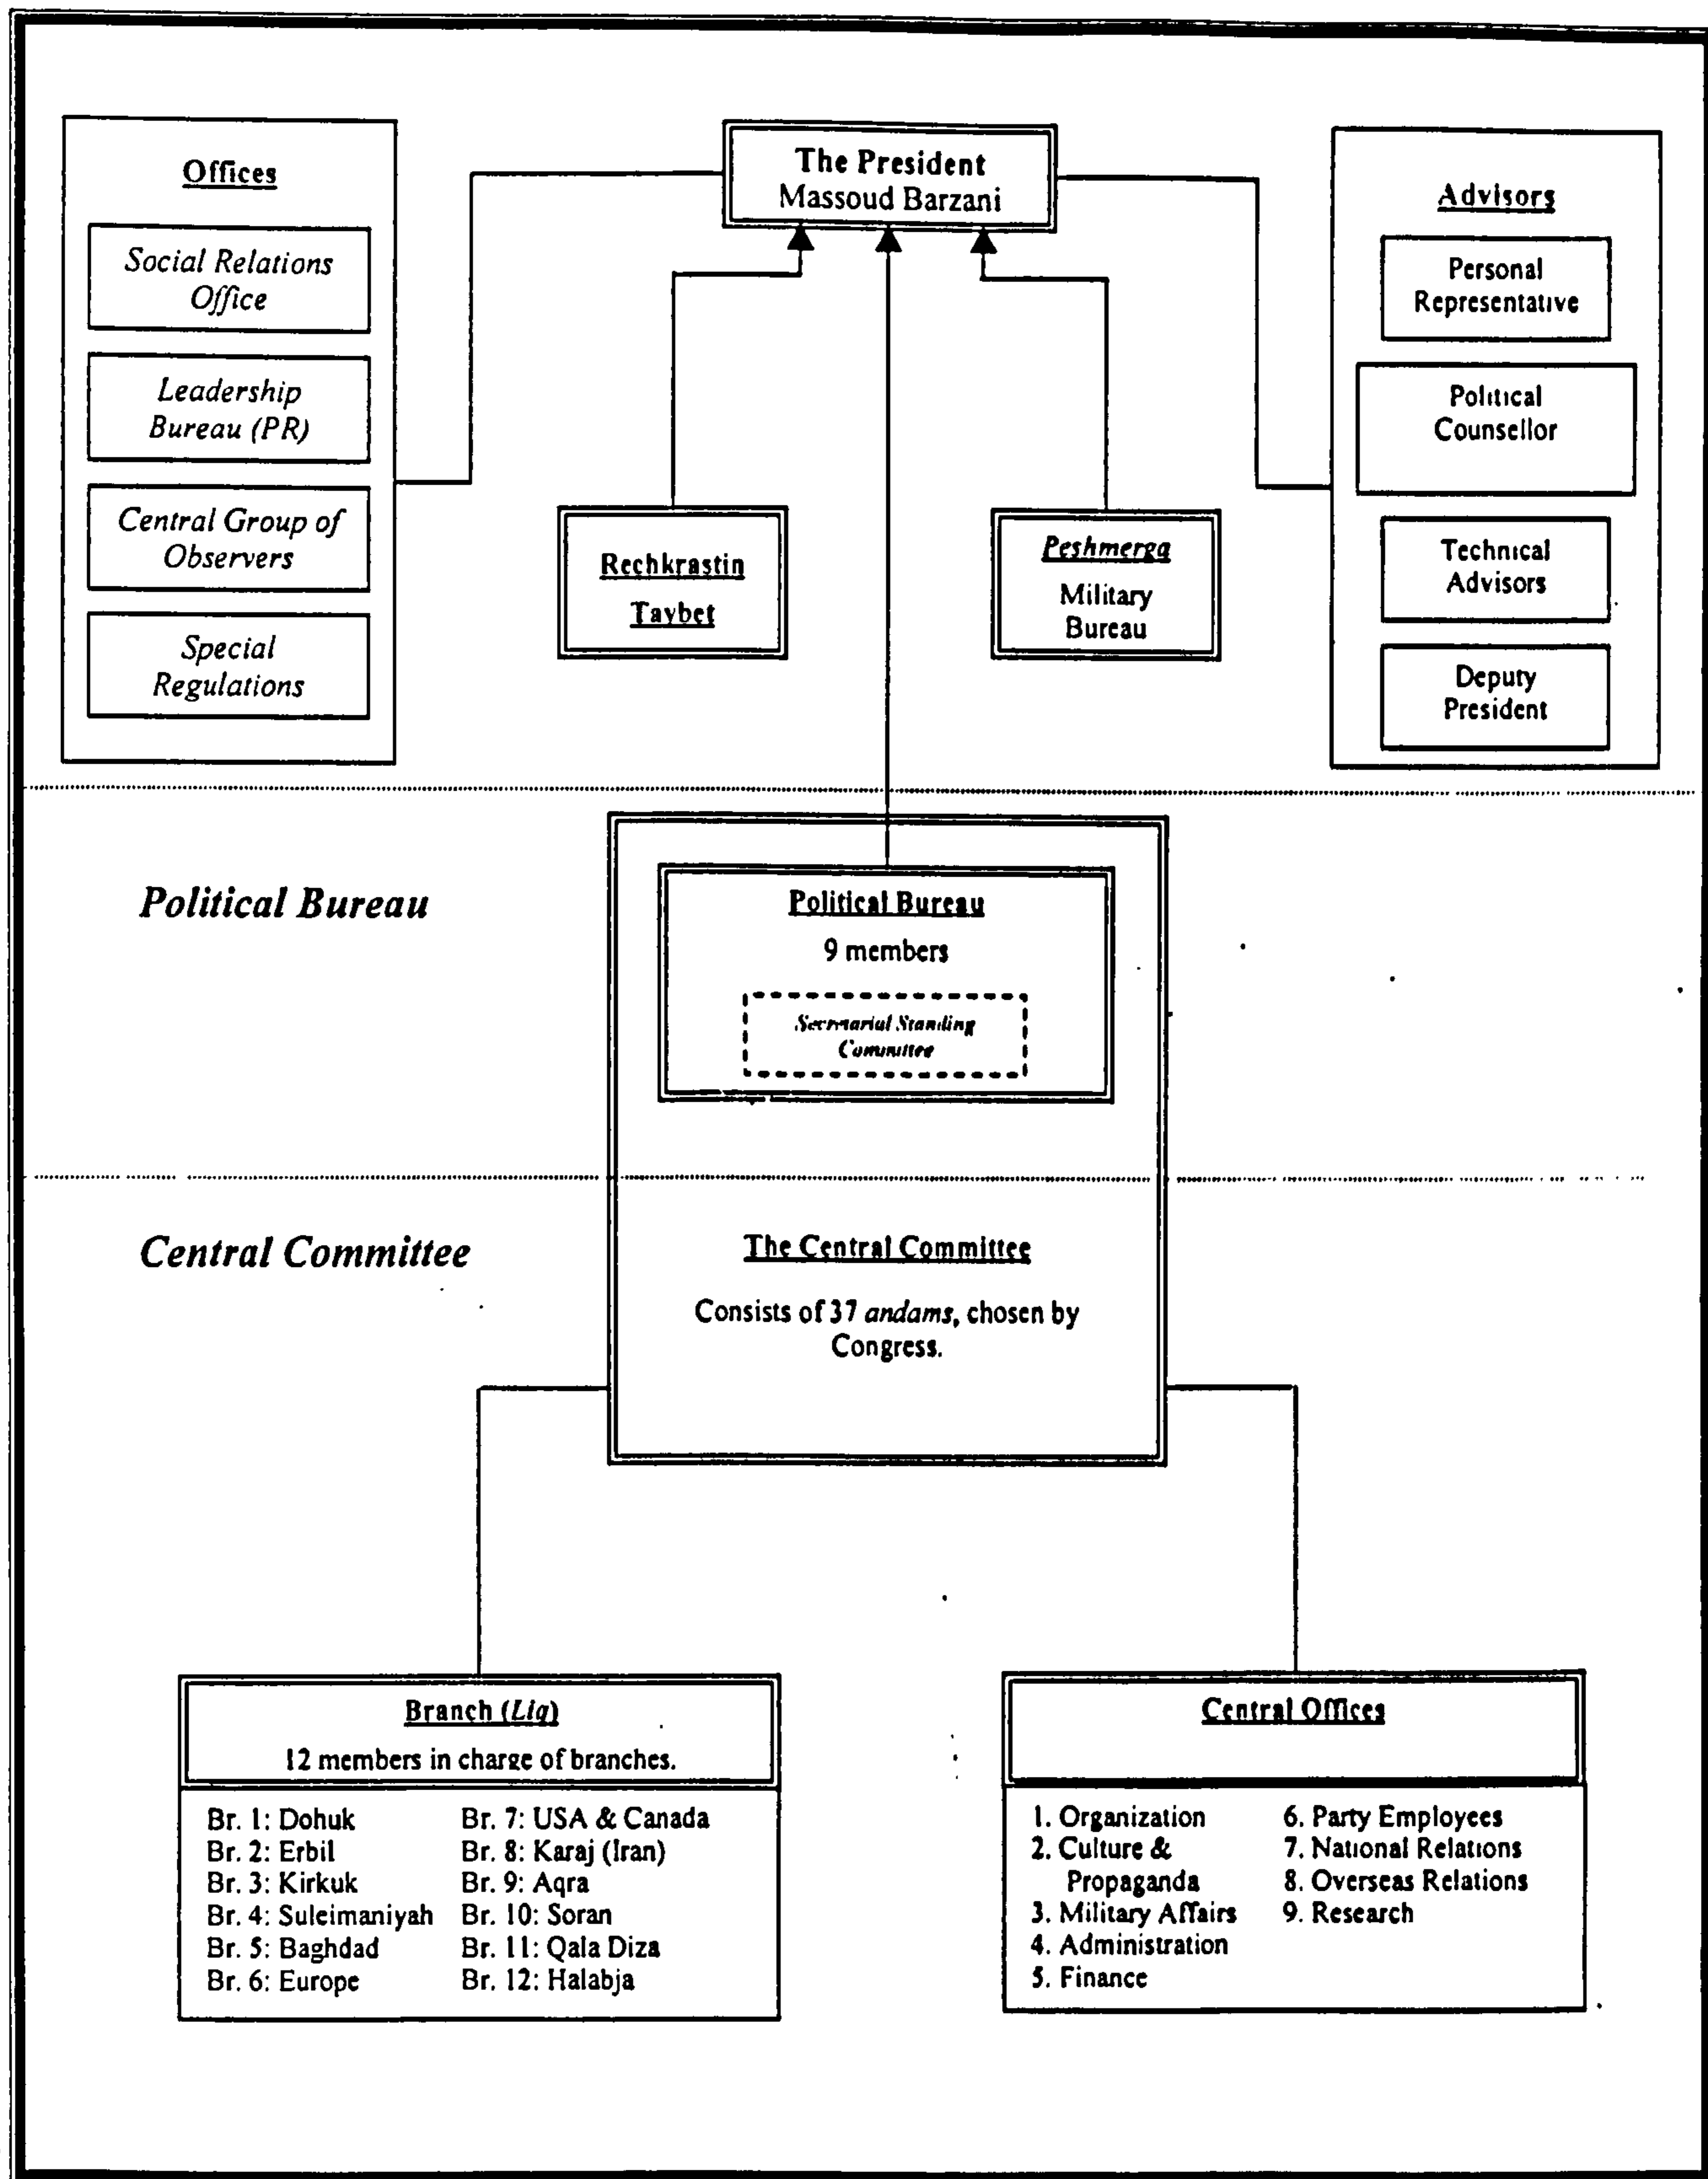 Offices
Social Relations
Office
Leadership
Bureau (PR)
Central Group of
Observers
Special
Regulations
The President
Massoud Barzani
Advisors
Personal
Representative
Political
Counsellor
Technical
Advisors
Deputy
President
Rechkrastin
Taybet
Peshmerga
Military
Bureau
Political Bureau
Political Bureau
9 members
Secretarial Standing
Committee
Central Committee
The Central Committee
Consists of 37 andams, chosen by
Congress.
Branch (Liq)
12 members in charge of branches.
Br. 1: Dohuk
Br. 2: Erbil
Br. 3: Kirkuk
Br. 4: Suleimaniyah
Br. 5: Baghdad
Br. 6: Europe
Br. 7: USA & Canada
Br. 8: Karaj (Iran)
Br. 9: Aqra
Br. 10: Soran
Br. 11: Qala Diza
Br. 12: Halabja
Central Offices
1. Organization
2. Culture &
Propaganda
3. Military Affairs
4. Administration
5. Finance
6. Party Employees
7. National Relations
8. Overseas Relations
9. Research